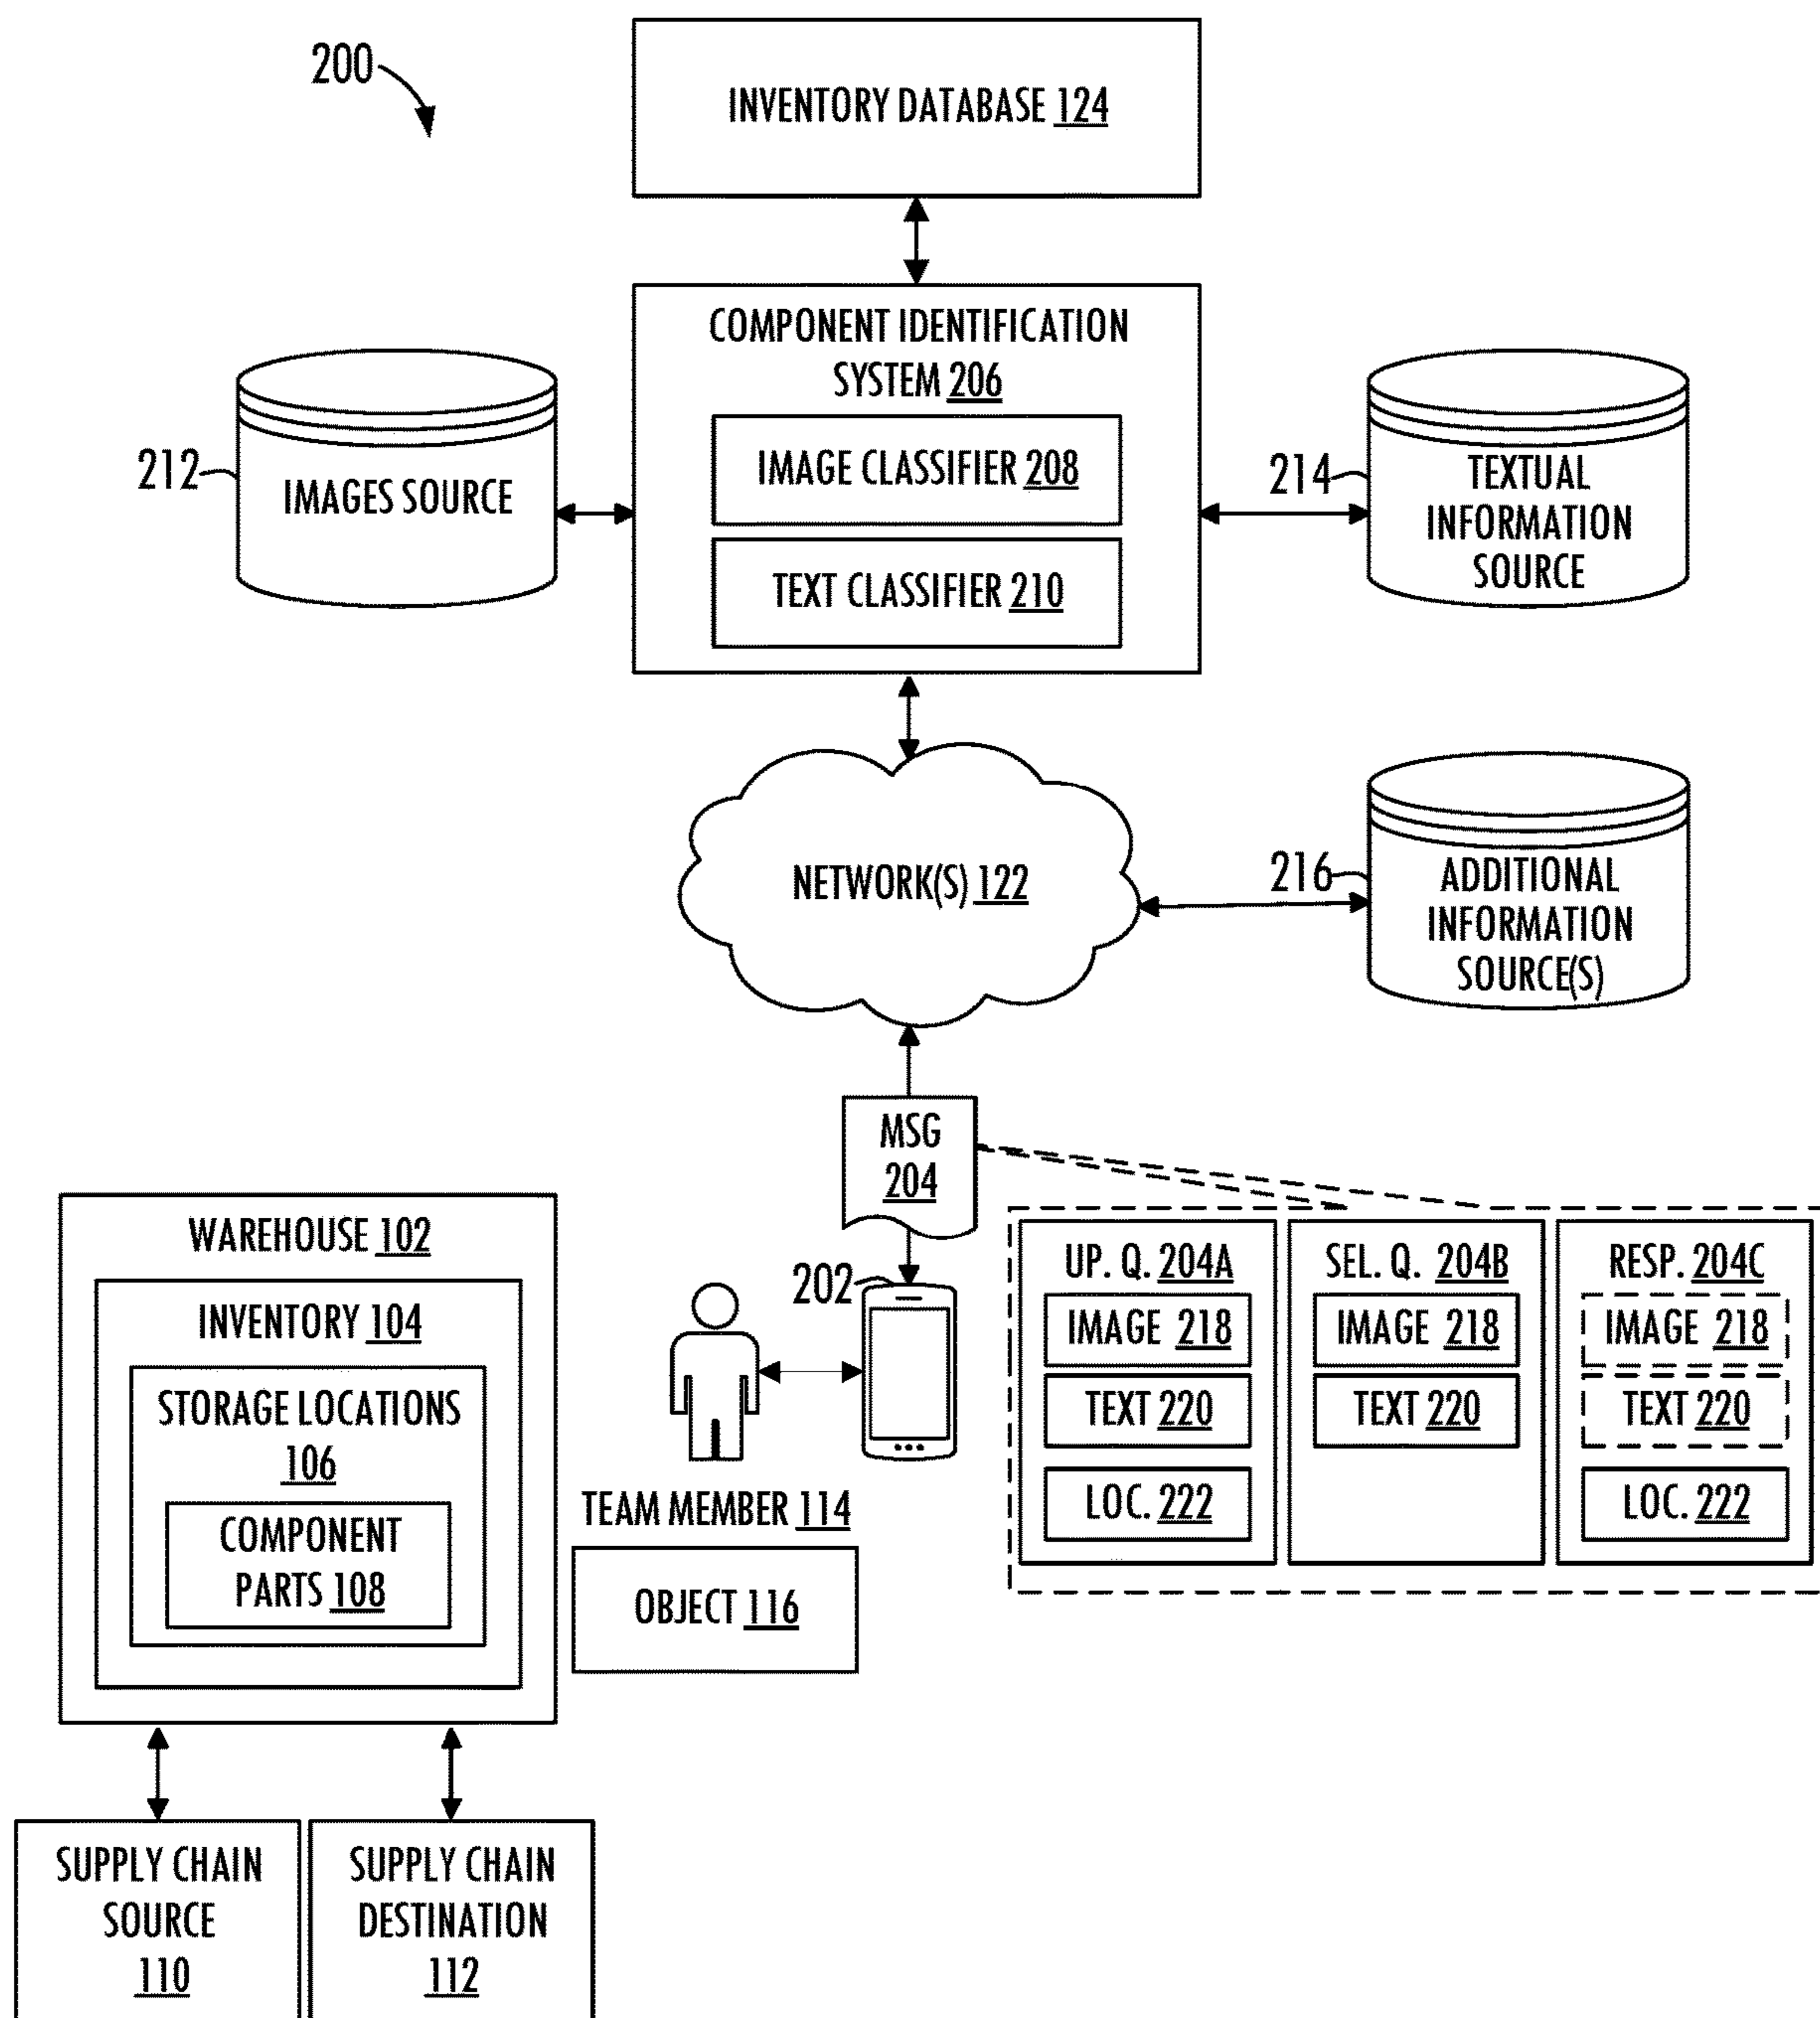 200
INVENTORY DATABASE 124
COMPONENT IDENTIFICATION
SYSTEM 206
IMAGE CLASSIFIER 208
TEXT CLASSIFIER 210
212
IMAGES SOURCE
214
TEXTUAL
INFORMATION
SOURCE
NETWORK(S) 122
216
ADDITIONAL
INFORMATION
SOURCE(S)
MSG
204
202
TEAM MEMBER 114
OBJECT 116
UP. Q. 204A
IMAGE 218
TEXT 220
LOC. 222
SEL. Q. 204B
IMAGE 218
TEXT 220
RESP. 204C
IMAGE 218
TEXT 220
LOC. 222
WAREHOUSE 102
INVENTORY 104
STORAGE LOCATIONS
106
COMPONENT
PARTS 108
SUPPLY CHAIN
SOURCE
110
SUPPLY CHAIN
DESTINATION
112